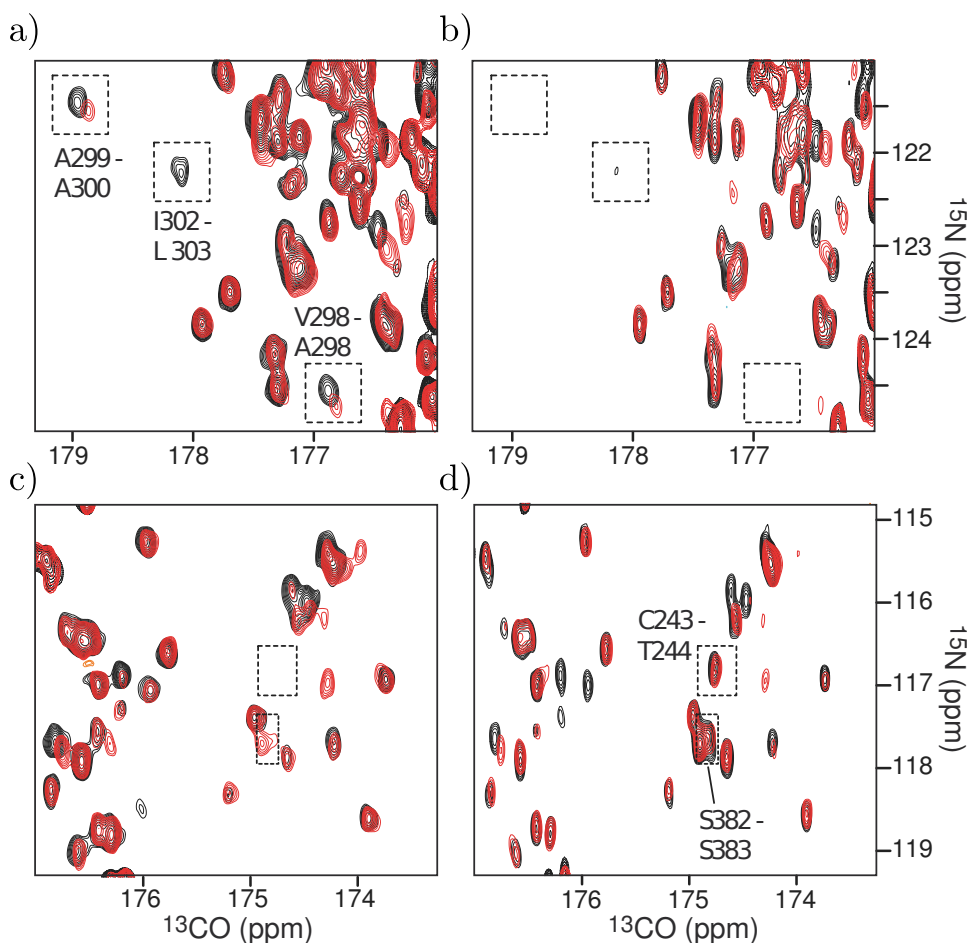 a)
b)
A299 -
A300
I302 -
L303
V298 -
A298
122
123
124
15N (ppm)
179
178
177
179
178
177
c)
d)
C243 -
T244
S382 -
S383
115
116
117
118
119
15N (ppm)
176
175
174
176
175
174
13CO (ppm)
13CO (ppm)